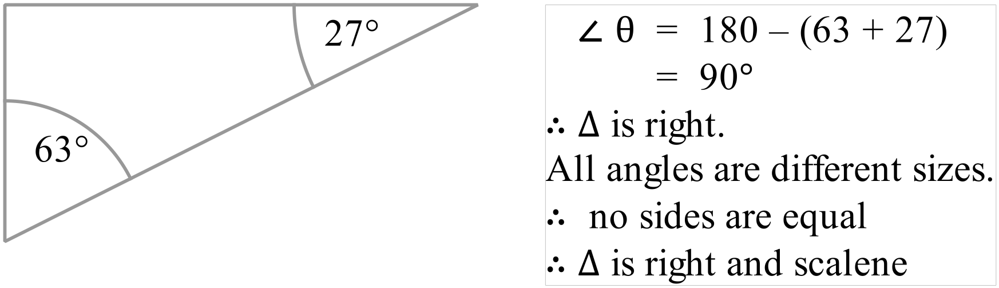 27°
63°
∠ θ = 180 – (63 + 27)
= 90°
∴ Δ is right.
All angles are different sizes.
∴ no sides are equal
∴ Δ is right and scalene